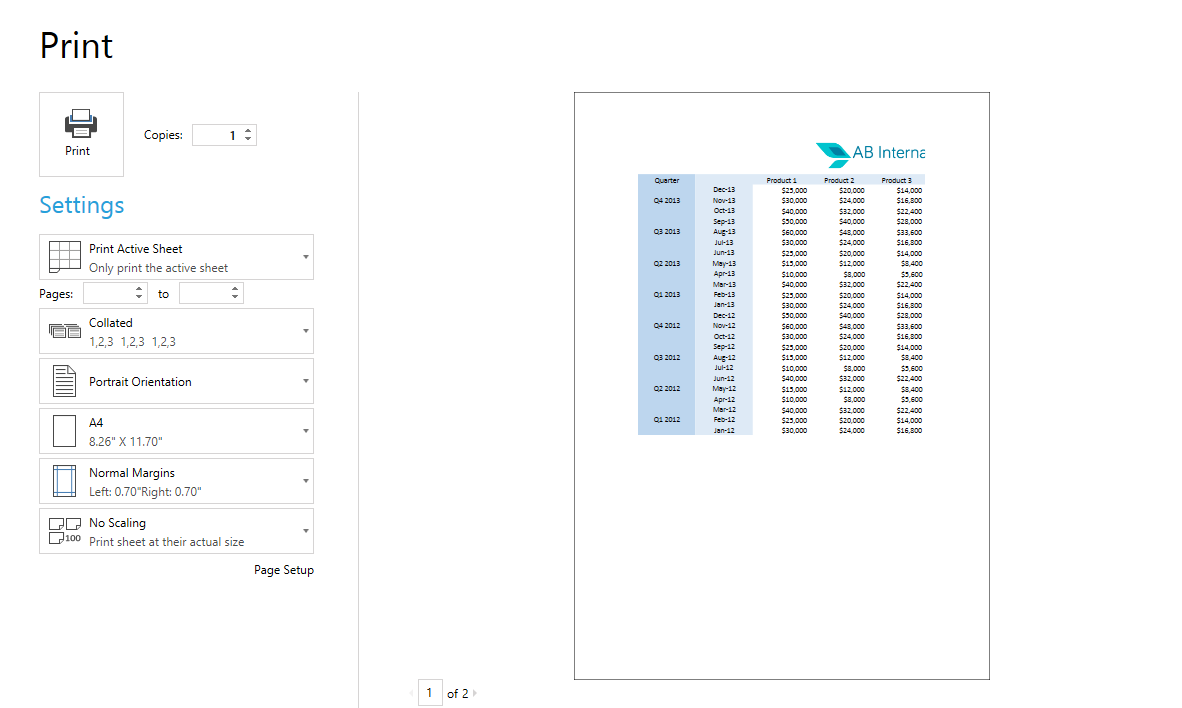 Print
Print
Copies: 1
Settings
Print Active Sheet
Only print the active sheet
Pages: to
Collated
1,2,3 1,2,3 1,2,3
Portrait Orientation
A4
8.26" X 11.70"
Normal Margins
Left: 0.70"Right: 0.70"
No Scaling
100
Print sheet at their actual size
Page Setup
AB Interna
Quarter Product 1 Product 2 Product 3
Dec-13 $25,000 $20,000 $14,000
Q4 2013 Nov-13 $30,000 $24,000 $16,800
Oct-13 $40,000 $32,000 $22,400
Sep-13 $50,000 $40,000 $28,000
Q3 2013 Aug-13 $60,000 $48,000 $33,600
Jul-13 $30,000 $24,000 $16,800
Jun-13 $25,000 $20,000 $14,000
Q2 2013 May-13 $15,000 $12,000 $8,400
Apr-13 $10,000 $8,000 $5,600
Mar-13 $40,000 $32,000 $22,400
Q1 2013 Feb-13 $25,000 $20,000 $14,000
Jan-13 $30,000 $24,000 $16,800
Dec-12 $50,000 $40,000 $28,000
Q4 2012 Nov-12 $60,000 $48,000 $33,600
Oct-12 $30,000 $24,000 $16,800
Sep-12 $25,000 $20,000 $14,000
Q3 2012 Aug-12 $15,000 $12,000 $8,400
Jul-12 $10,000 $8,000 $5,600
Jun-12 $40,000 $32,000 $22,400
Q2 2012 May-12 $15,000 $12,000 $8,400
Apr-12 $10,000 $8,000 $5,600
Mar-12 $40,000 $32,000 $22,400
Q1 2012 Feb-12 $25,000 $20,000 $14,000
Jan-12 $30,000 $24,000 $16,800
1 of 2